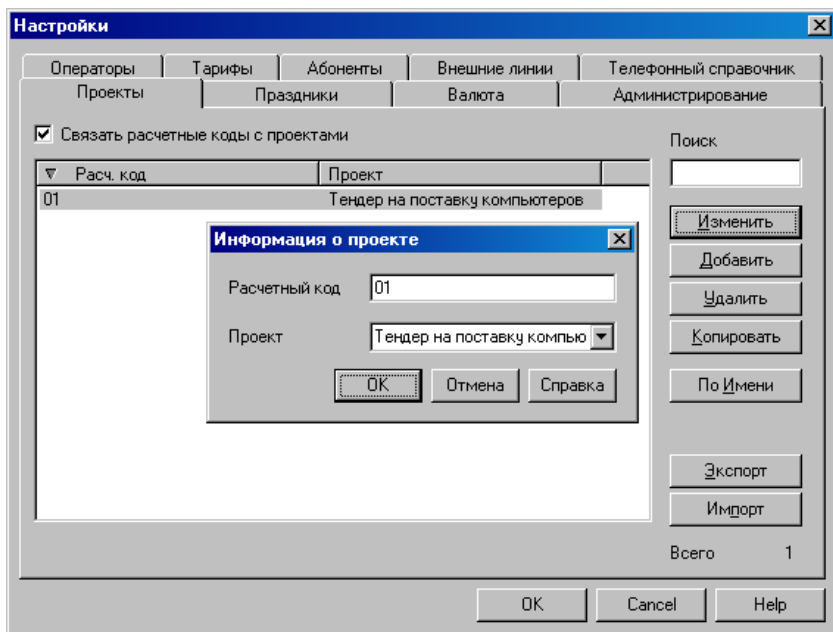 Настройки
Операторы Тарифы Абоненты Внешние линии Телефонный справочник
Проекты Праздники Валюта Администрирование
Связать расчетные коды с проектами
Поиск
Расч. код Проект
01 Тендер на поставку компьютеров
Изменить
Информация о проекте
Добавить
Расчетный код 01
Удалить
Проект Тендер на поставку компью
Копировать
OK Отмена Справка
По Имени
Экспорт
Импорт
Всего 1
OK Cancel Help